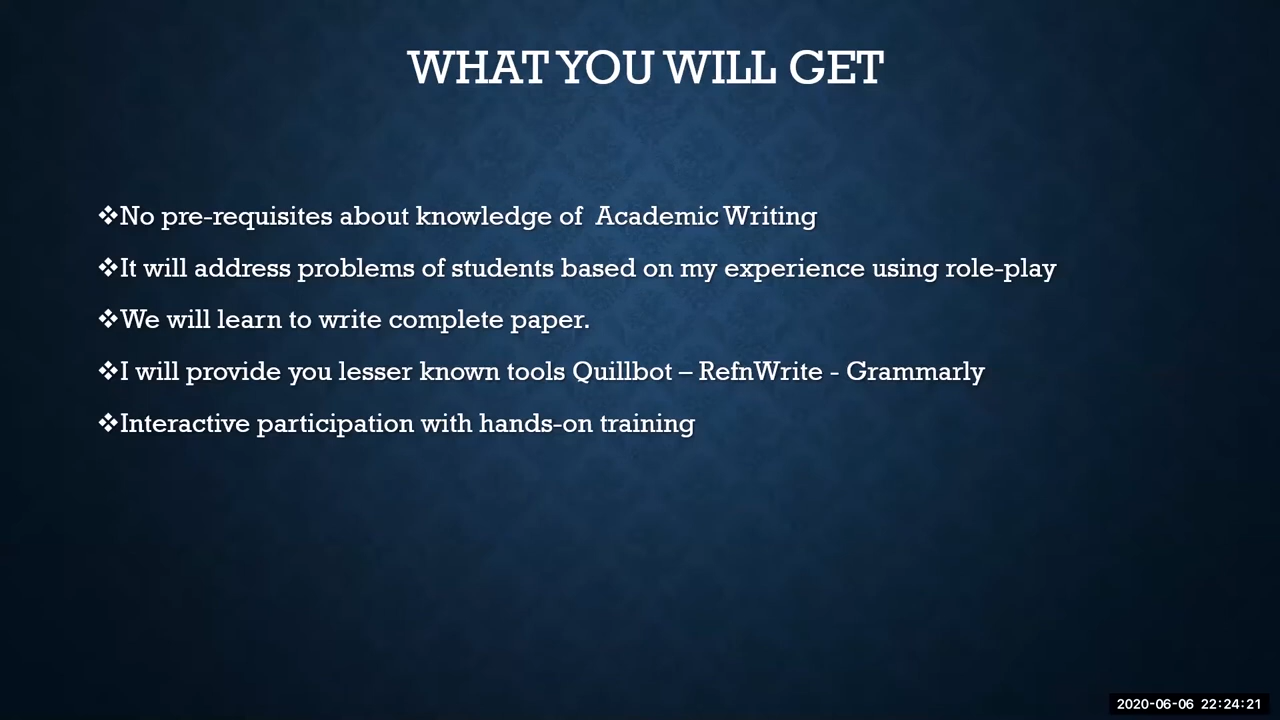 WHAT YOU WILL GET
❖No pre-requisites about knowledge of  Academic Writing
❖It will address problems of students based on my experience using role-play
❖We will learn to write complete paper.
❖I will provide you lesser known tools Quillbot – RefnWrite - Grammarly
❖Interactive participation with hands-on training
2020-06-06 22:24:21